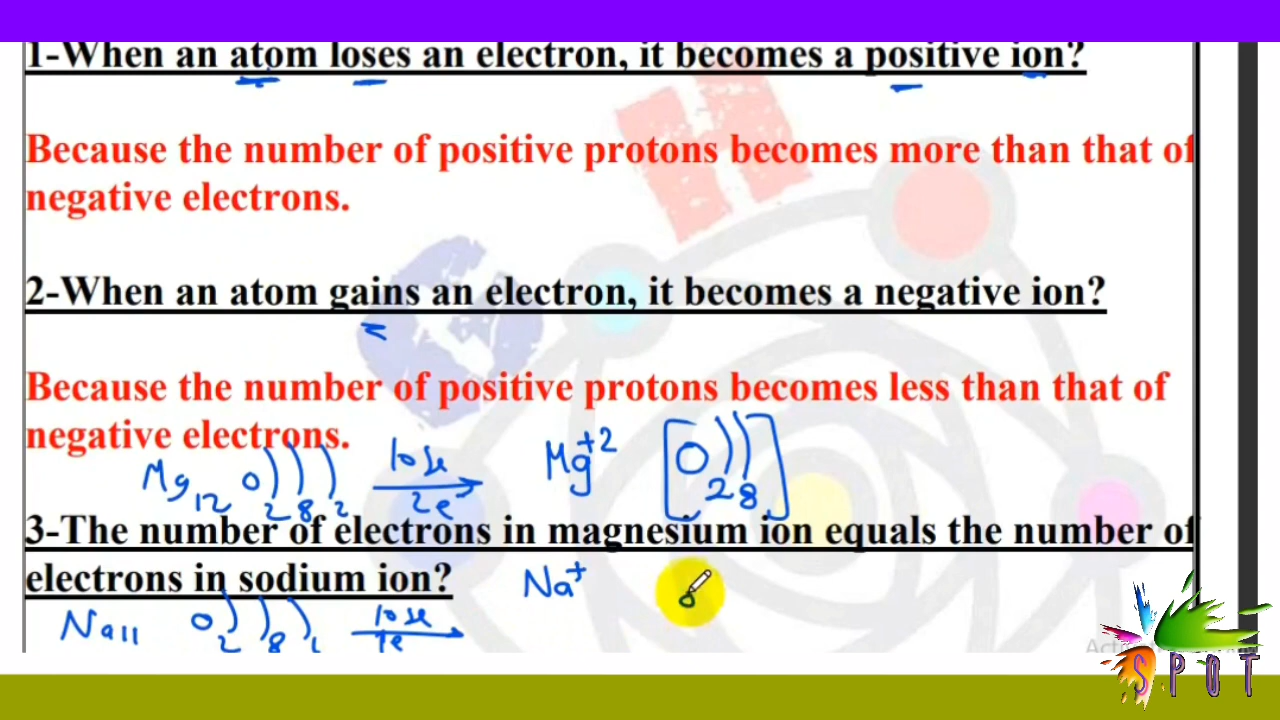 1-When an atom loses an electron, it becomes a positive ion?
Because the number of positive protons becomes more than that of
negative electrons.
2-When an atom gains an electron, it becomes a negative ion?
Because the number of positive protons becomes less than that of
negative electrons.
Mg12 2 8 2 lose 2e Mg+2 [ 2 8 ]
3-The number of electrons in magnesium ion equals the number of
electrons in sodium ion?
Na+
Na11 2 8 1 lose 1e
SPOT